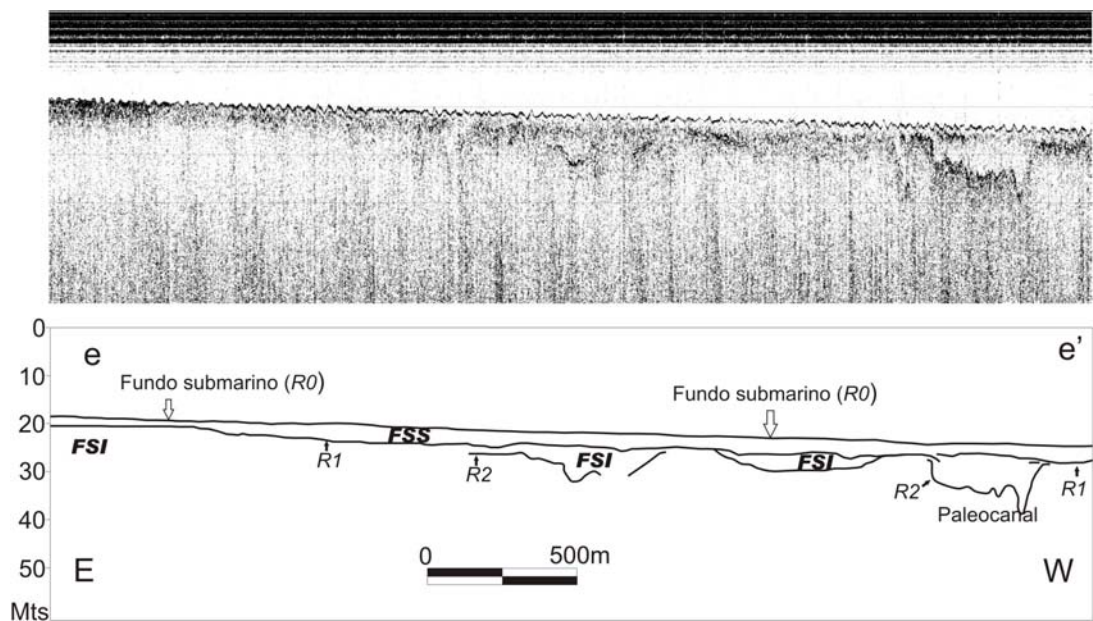 0
10
20
30
40
50
Mts
e
e’
Fundo submarino (R0)
Fundo submarino (R0)
FSI
FSS
R1
R2
FSI
FSI
R2
R1
Paleocanal
E
0 500m
W